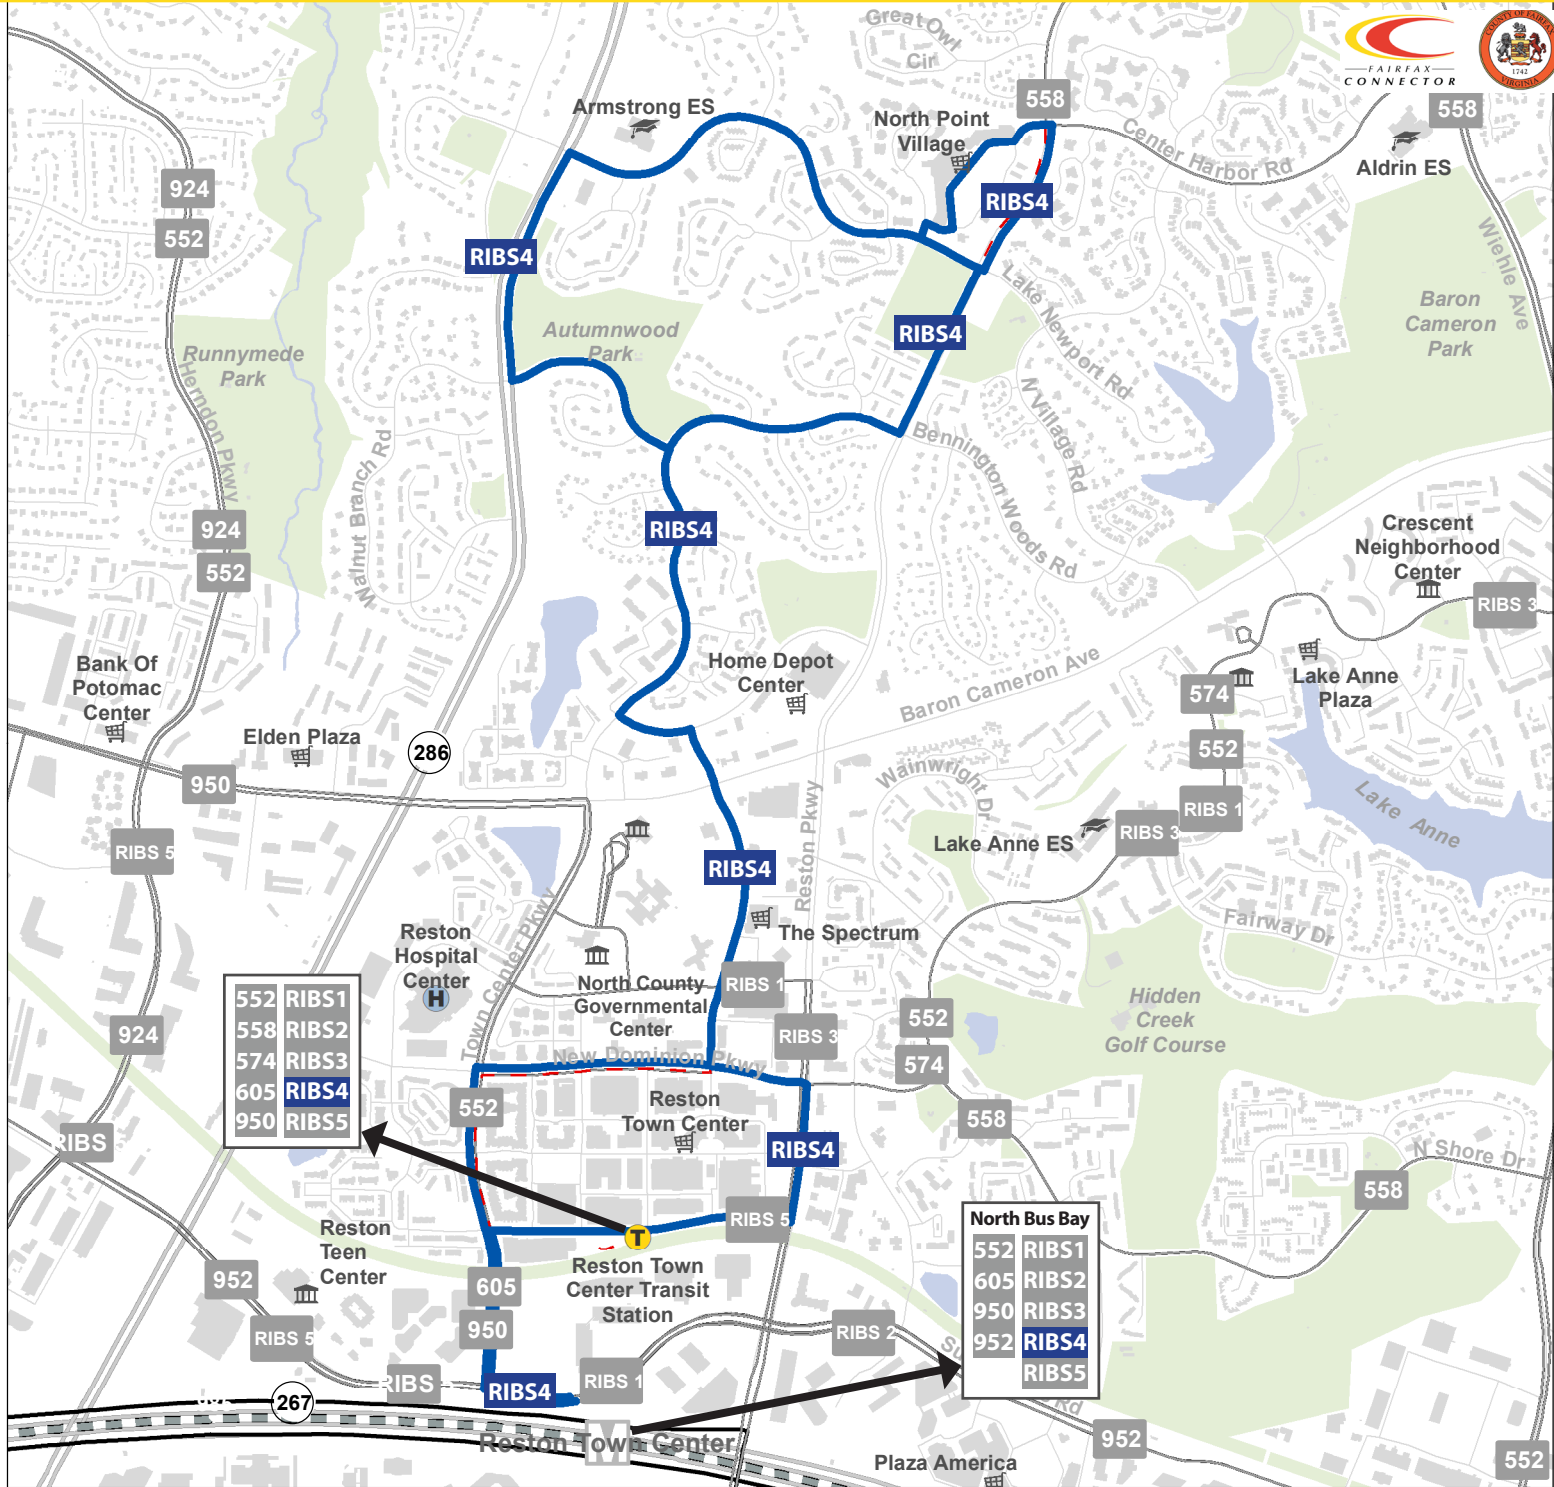 Great Owl
Cir
FAIRFAX
CONNECTOR
COUNTY OF FAIRFAX
1742
VIRGINIA
558
558
Armstrong ES
North Point
Village
Center Harbor Rd
Aldrin ES
924
552
RIBS4
RIBS4
Wiehle Ave
Lake Newport Rd
RIBS4
Autumnwood
Park
Baron
Cameron
Park
Runnymede
Park
Herndon Pkwy
N Village Rd
Walnut Branch Rd
Bennington Woods Rd
924
552
RIBS4
Crescent
Neighborhood
Center
RIBS 3
Bank Of
Potomac
Center
Home Depot
Center
Baron Cameron Ave
574
Lake Anne
Plaza
Elden Plaza
286
552
950
Wainwright Dr
Reston Pkwy
RIBS 1
Lake Anne
RIBS 5
RIBS 3
Lake Anne ES
RIBS4
Town Center Pkwy
The Spectrum
Fairway Dr
Reston
Hospital
Center
H
North County
Governmental
Center
RIBS 1
552 RIBS1
558 RIBS2
574 RIBS3
605 RIBS4
950 RIBS5
Hidden
Creek
Golf Course
924
RIBS 3
552
574
New Dominion Pkwy
552
Reston
Town Center
558
RIBS
RIBS4
N Shore Dr
558
RIBS 5
T
Reston Town
Center Transit
Station
Reston
Teen
Center
North Bus Bay
552 RIBS1
605 RIBS2
950 RIBS3
952 RIBS4
RIBS5
952
605
950
RIBS 5
RIBS 2
RIBS
RIBS4
RIBS 1
267
Rd
Reston Town Center
952
Plaza America
552